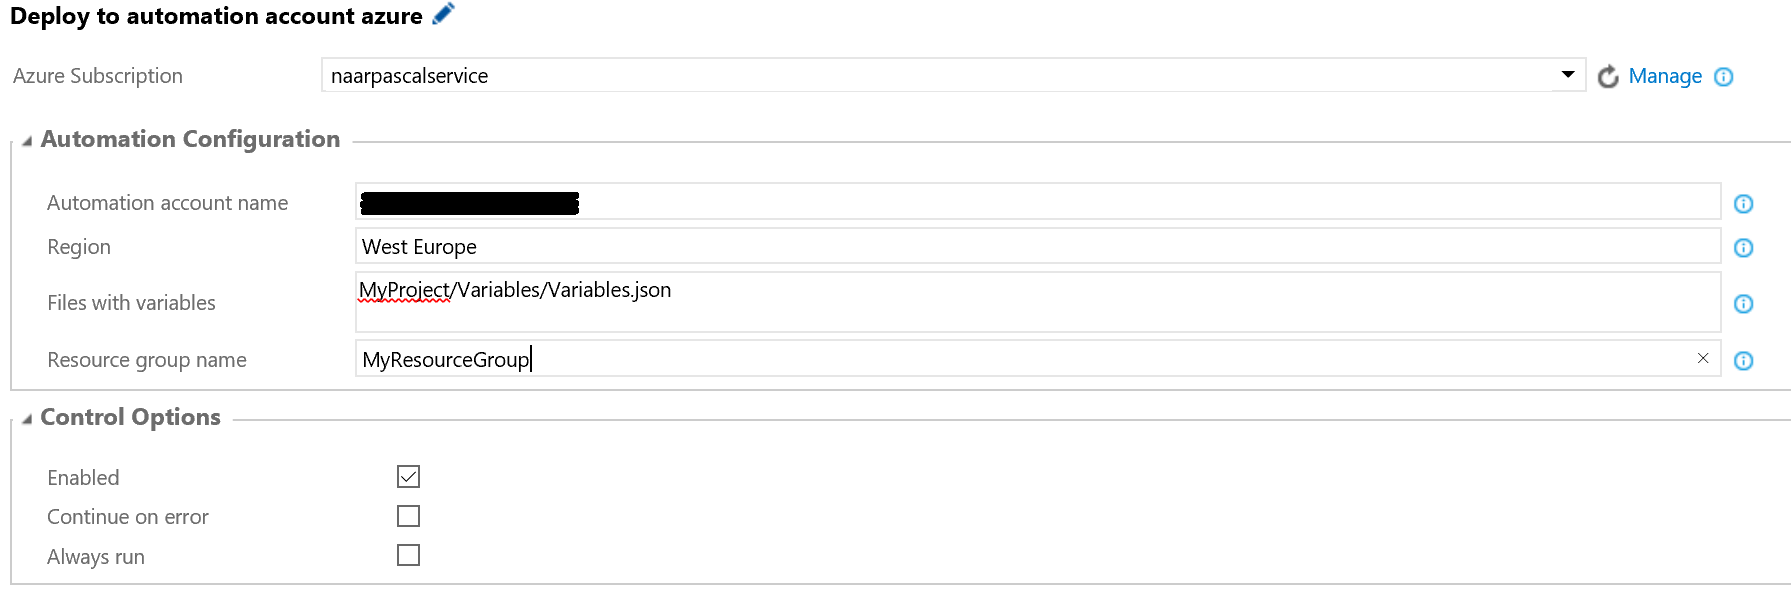 Deploy to automation account azure
Azure Subscription naarpascalservice Manage
Automation Configuration
Automation account name
Region West Europe
Files with variables MyProject/Variables/Variables.json
Resource group name MyResourceGroup
Control Options
Enabled
Continue on error
Always run